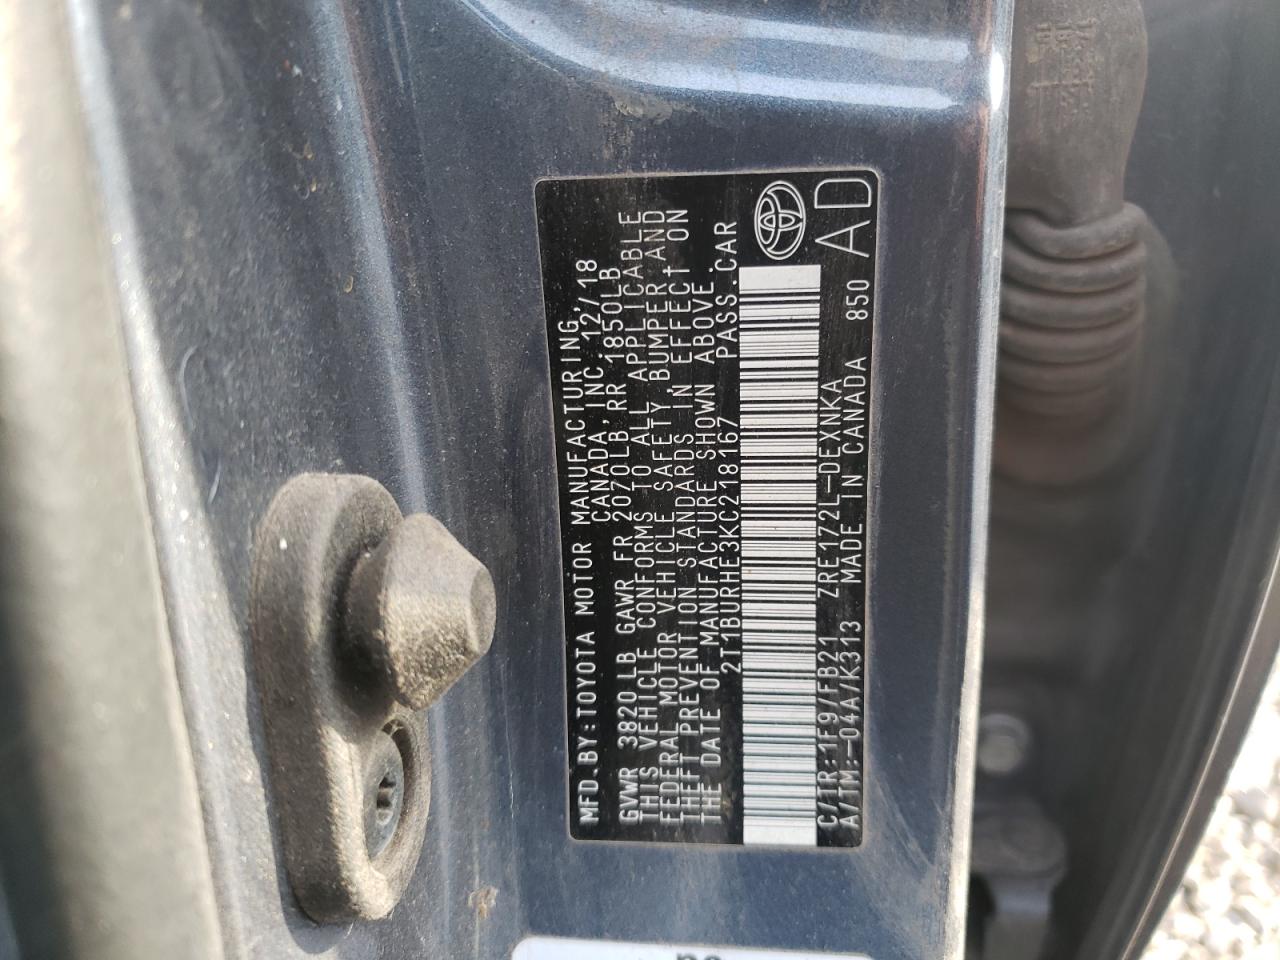 MFD.BY:TOYOTA MOTOR MANUFACTURING,
CANADA,INC. 12/18
GVWR 3820 LB GAWR FR 2070LB,RR 1850LB
THIS VEHICLE CONFORMS TO ALL APPLICABLE
FEDERAL MOTOR VEHICLE SAFETY,BUMPER,AND
THEFT PREVENTION STANDARDS IN EFFECT ON
THE DATE OF MANUFACTURE SHOWN ABOVE.
2T1BURHE3KC218167 PASS.CAR
C/TR:1F9/FB21 ZRE172L-DEXNKA
A/TM:-04A/K313 MADE IN CANADA 850
AD